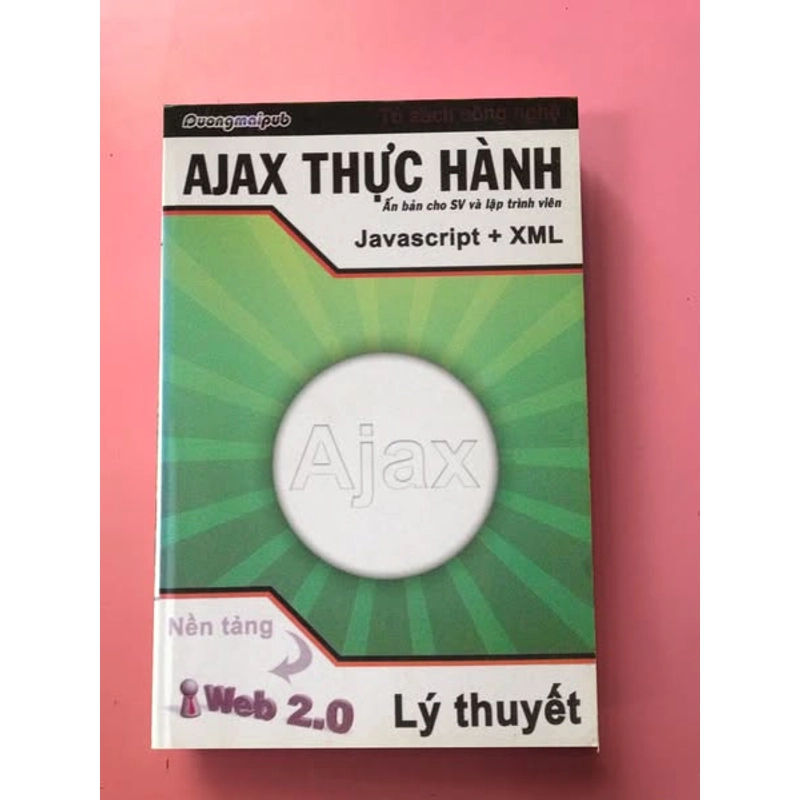 Duongmaipub
Tủ sách công nghệ
AJAX THỰC HÀNH
Ấn bản cho SV và lập trình viên
Javascript + XML
Ajax
Nền tảng
Web 2.0
Lý thuyết